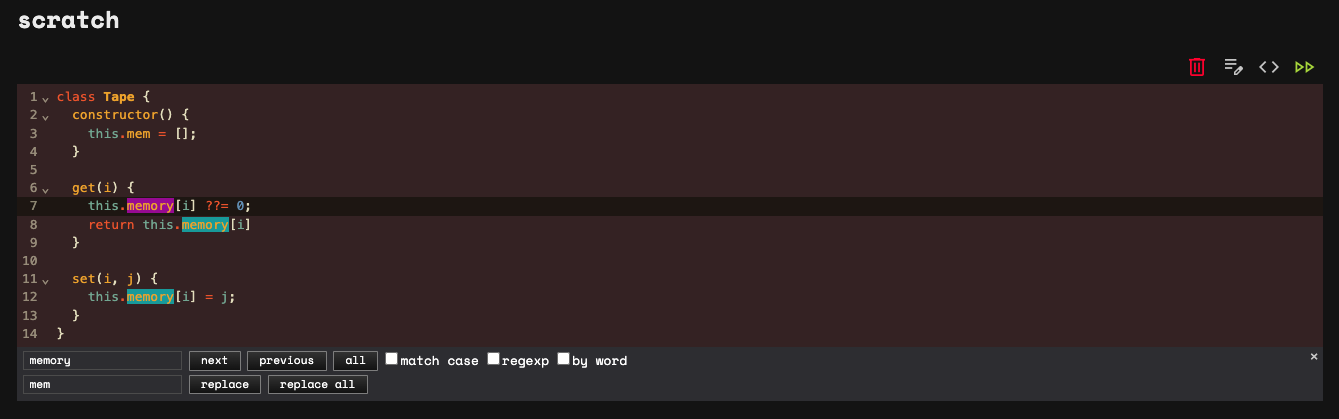 scratch
1 class Tape {
2 constructor() {
3 this.mem = [];
4 }
5
6 get(i) {
7 this.memory[i] ??= 0;
8 return this.memory[i]
9 }
10
11 set(i, j) {
12 this.memory[i] = j;
13 }
14 }
memory next previous all match case regexp by word ×
mem replace replace all